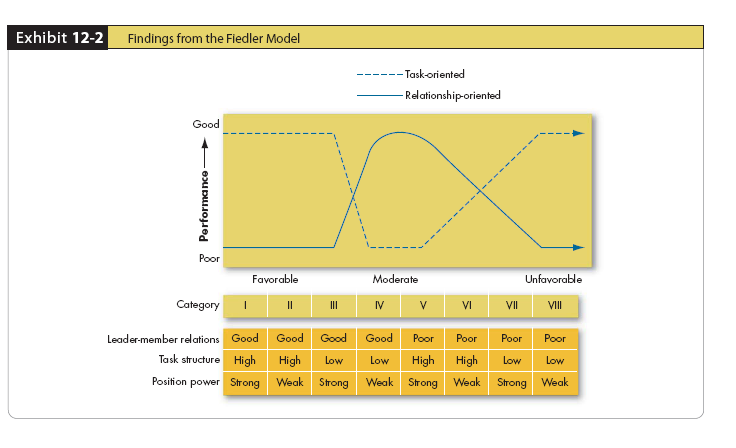 Exhibit 12-2 Findings from the Fiedler Model
Task-oriented
Relationship-oriented
Good
Performance
Poor
Favorable Moderate Unfavorable
Category I II III IV V VI VII VIII
Leader-member relations Good Good Good Good Poor Poor Poor Poor
Task structure High High Low Low High High Low Low
Position power Strong Weak Strong Weak Strong Weak Strong Weak